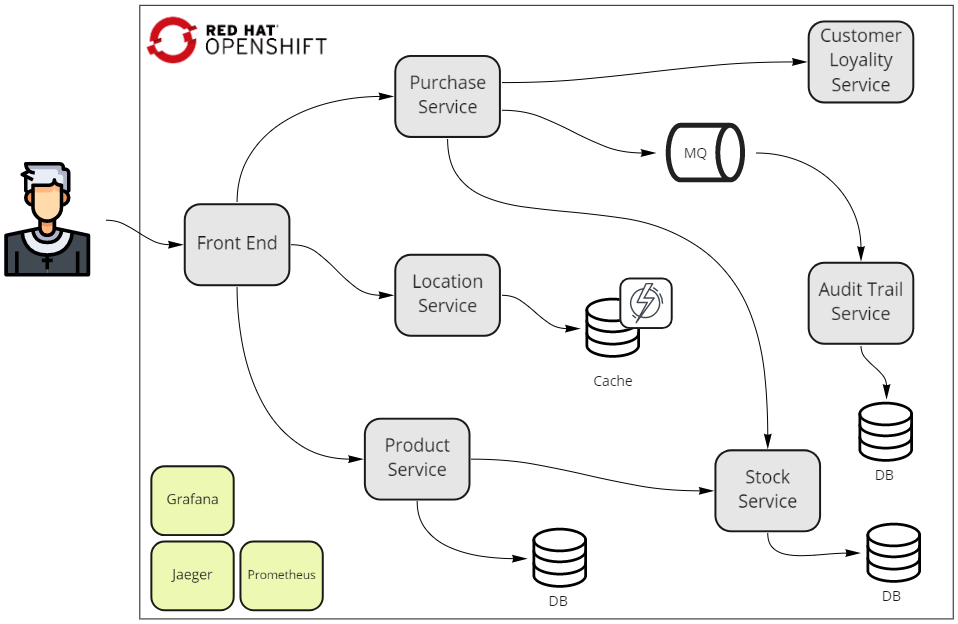 RED HAT®
OPENSHIFT
Customer
Loyality
Service
Purchase
Service
MQ
Front End
Location
Service
Audit Trail
Service
Cache
Product
Service
DB
Stock
Service
Grafana
Jaeger
Prometheus
DB
DB